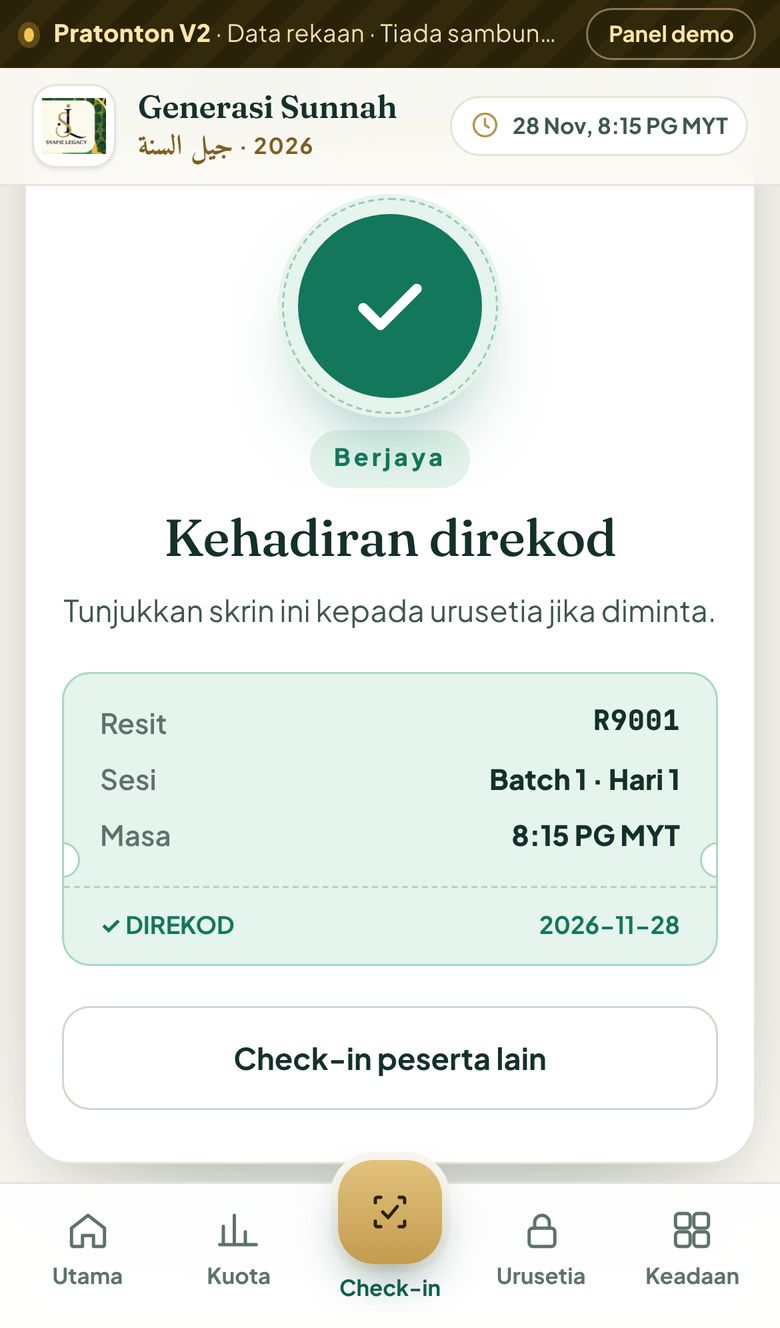 Pratonton V2 · Data rekaan · Tiada sambun…
Panel demo
SYAFIE LEGACY
Generasi Sunnah
جيل السنة · 2026
28 Nov, 8:15 PG MYT
Berjaya
Kehadiran direkod
Tunjukkan skrin ini kepada urusetia jika diminta.
Resit R9001
Sesi Batch 1 · Hari 1
Masa 8:15 PG MYT
✓ DIREKOD 2026-11-28
Check-in peserta lain
Utama
Kuota
Check-in
Urusetia
Keadaan